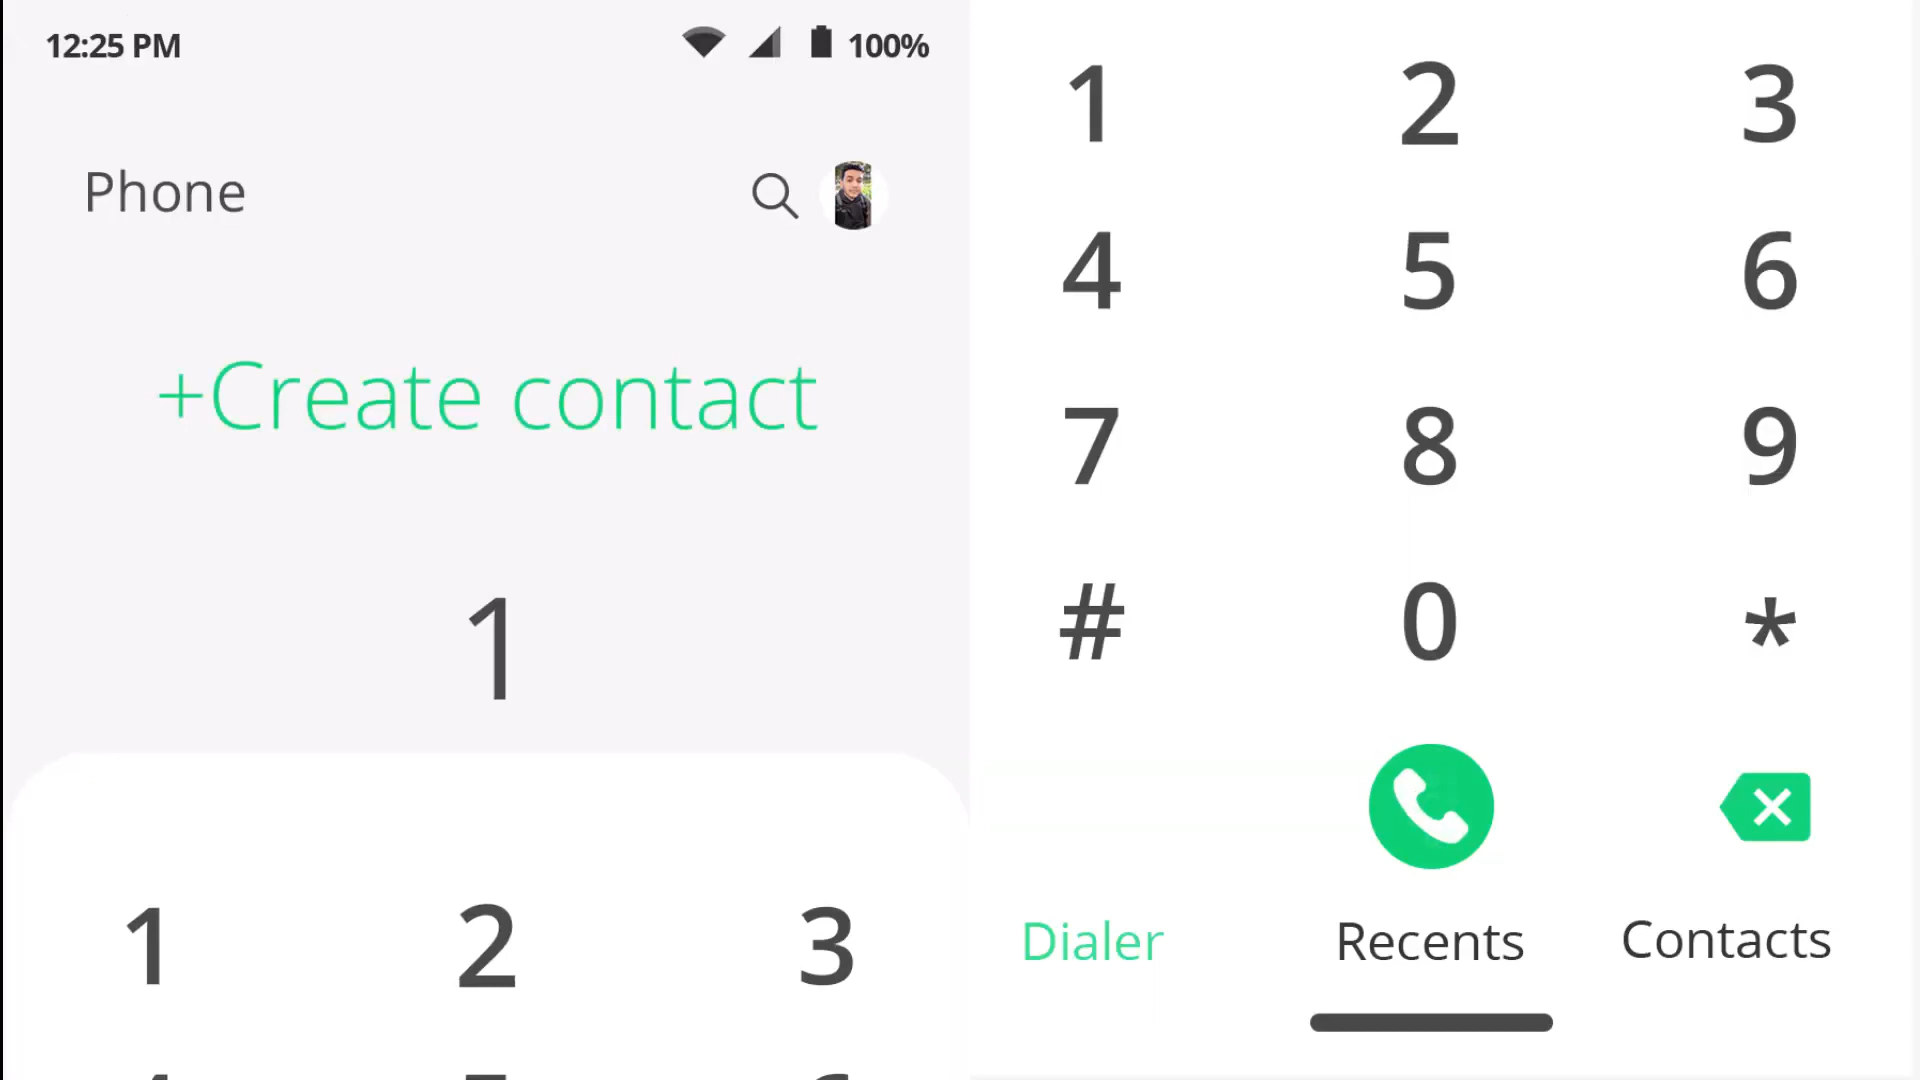 12:25 PM 100%
Phone
+Create contact
1
1 2 3
1 2 3
4 5 6
7 8 9
# 0 *
Dialer Recents Contacts